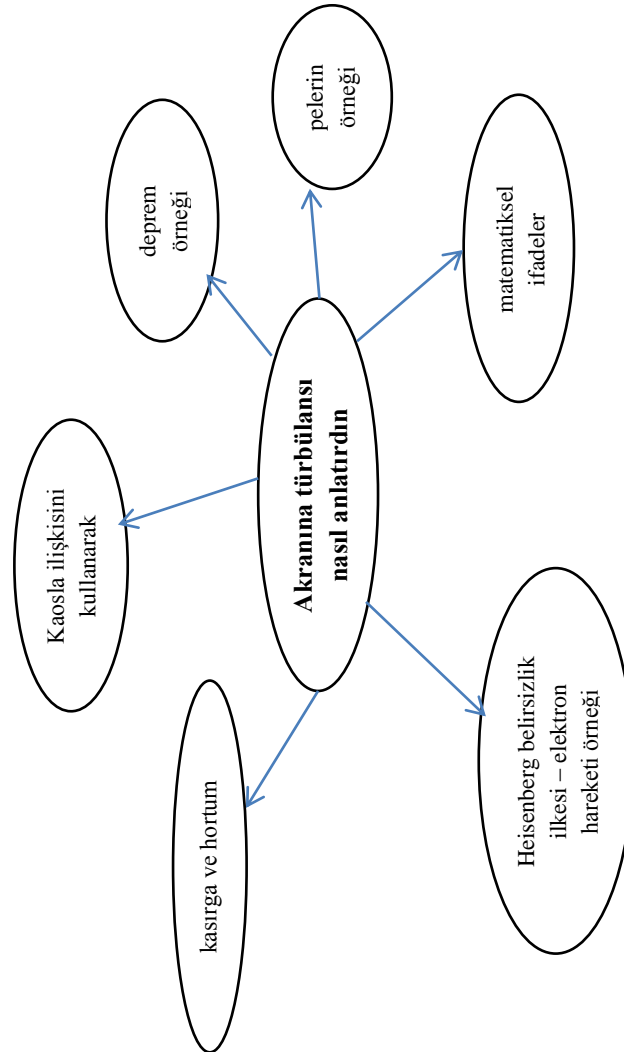 Kaosla ilişkisini
kullanarak
deprem
örneği
kasırga ve hortum
Akranına türbülansı
nasıl anlatırdın
pelerin
örneği
Heisenberg belirsizlik
ilkesi – elektron
hareketi örneği
matematiksel
ifadeler